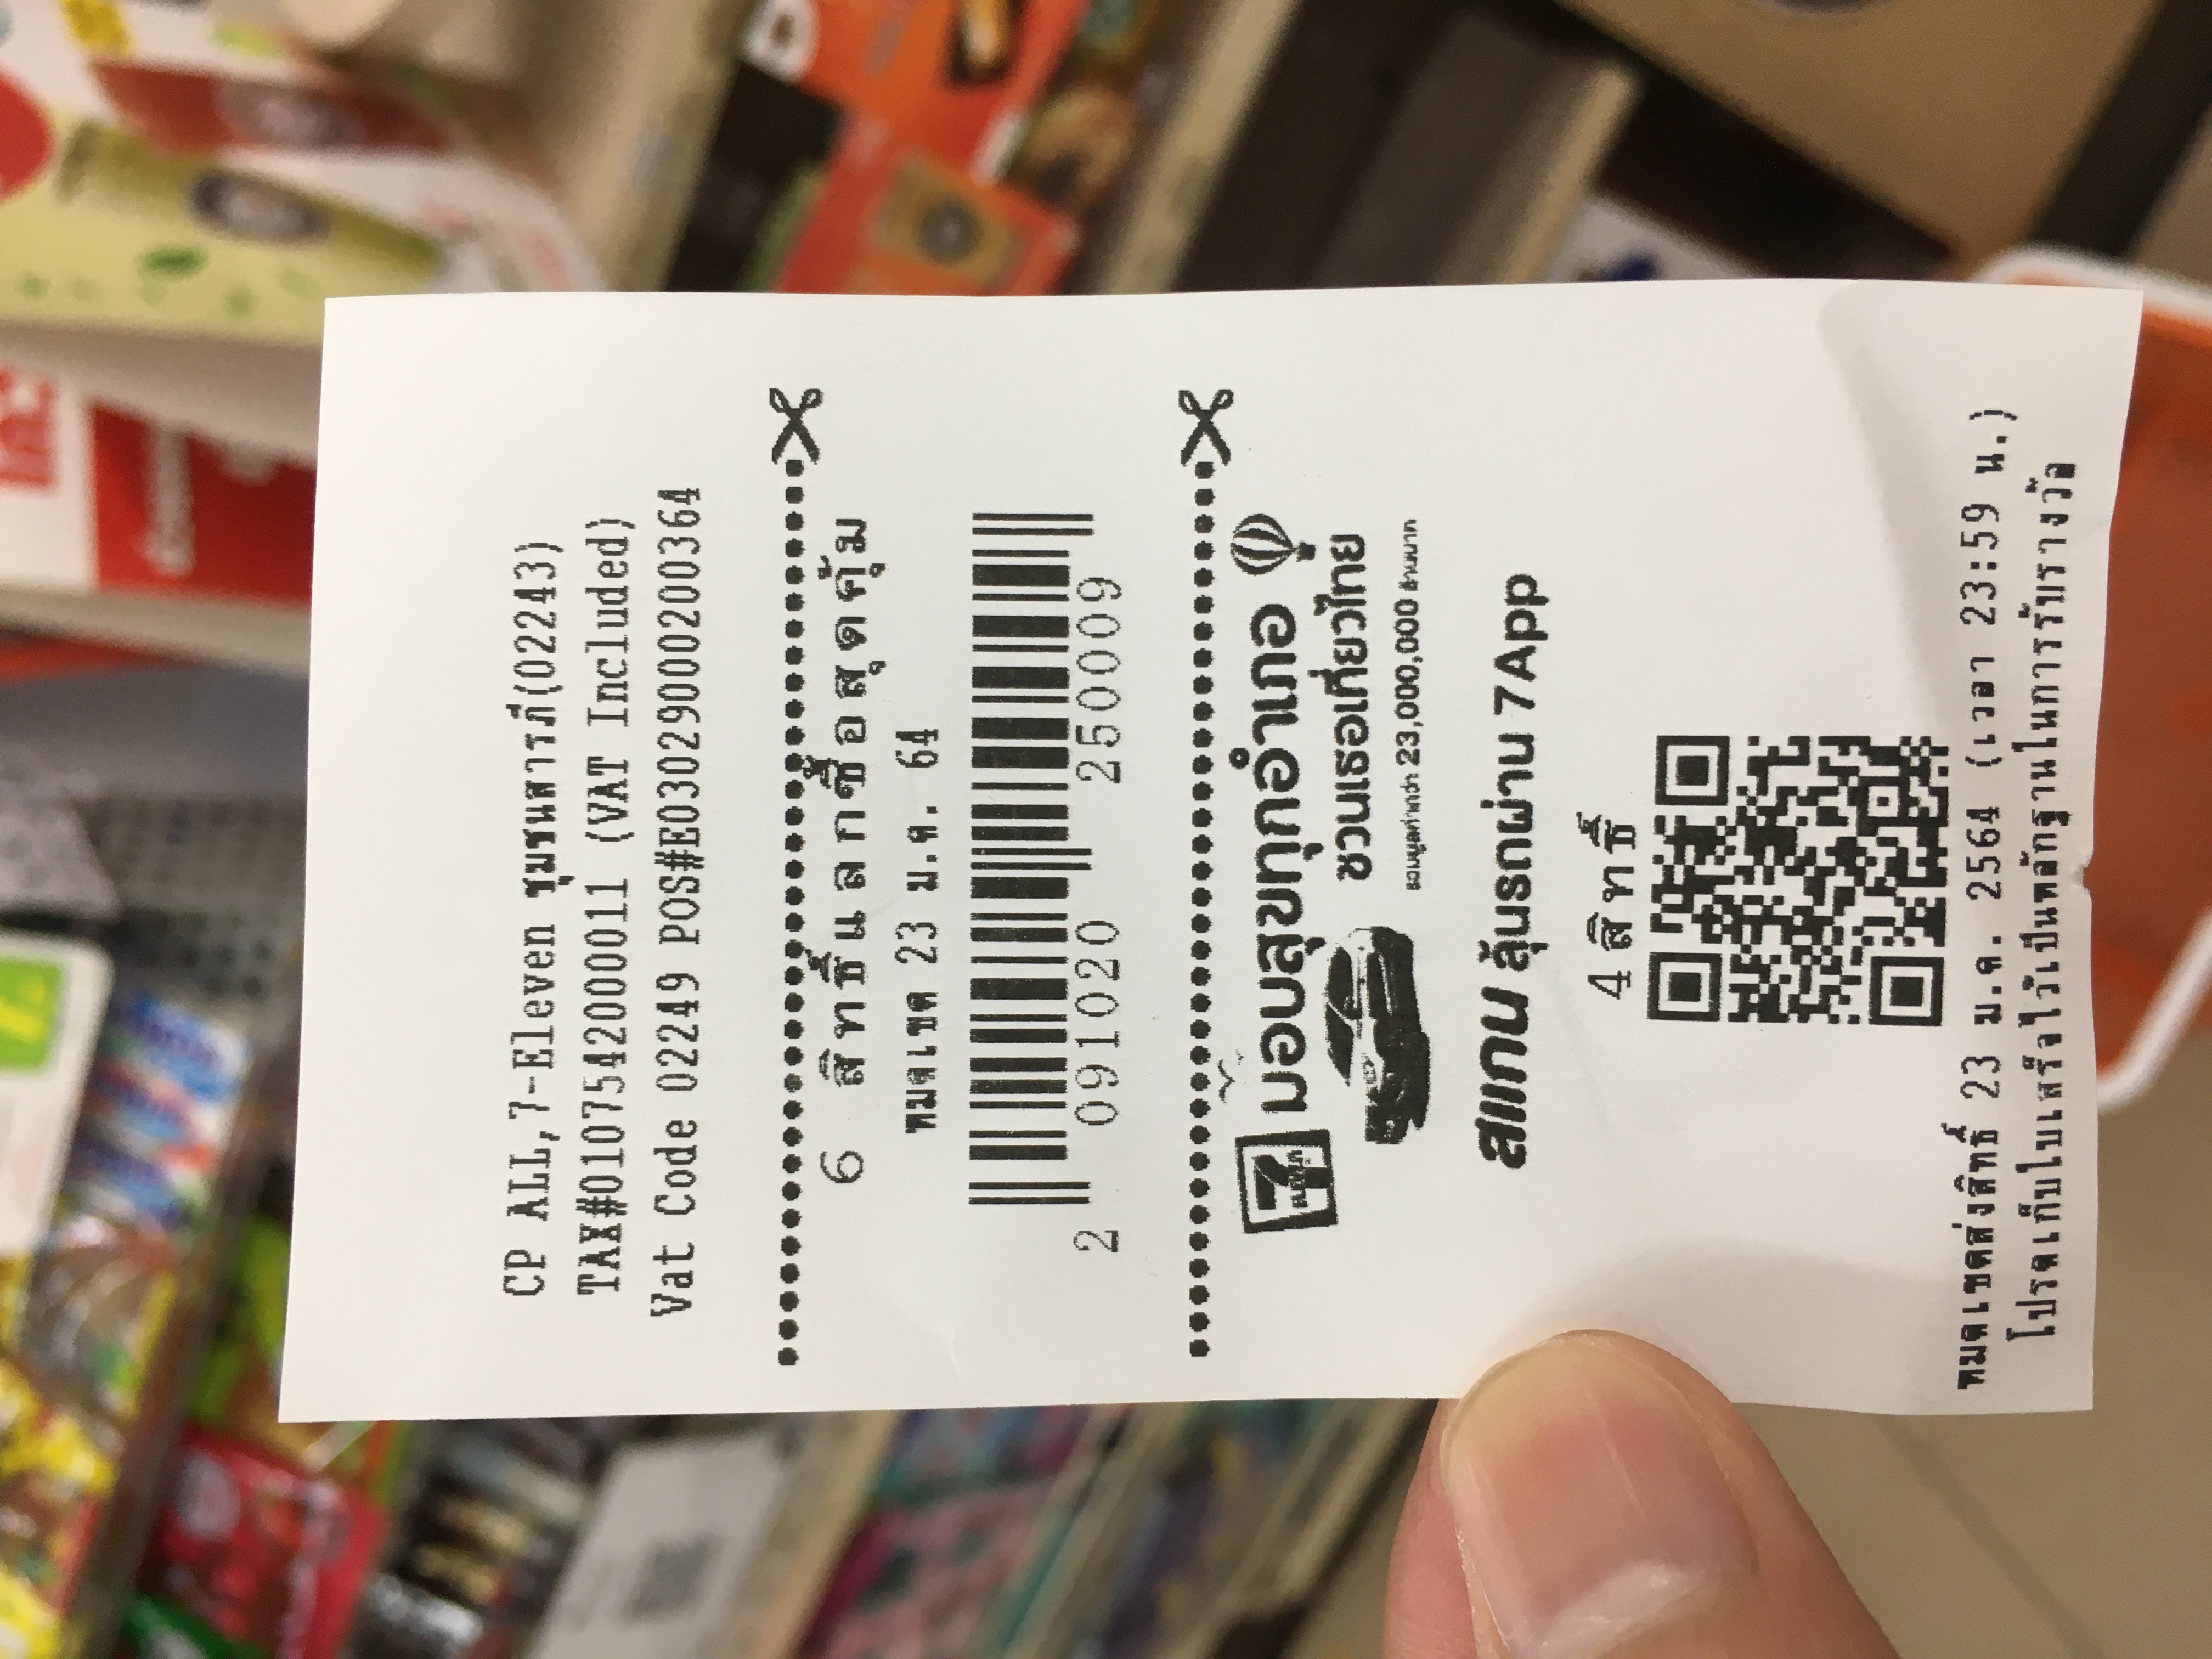 CP ALL,7-Eleven ชุมชนสารภี(02243)
TAX#0107542000011 (VAT Included)
Vat Code 02249 POS#E03029000200364
6 สิทธิ์แลกซื้อสุดคุ้ม
หมดเขต 23 ม.ค. 64
2 091020 250009
7 ELEVEN มอบสุขทุกอำเภอ
ชวนเธอเที่ยวไทย
รวมมูลค่ากว่า 23,000,000 ล้านบาท
สแกน ลุ้นรถผ่าน 7App
4 สิทธิ์
หมดเขตส่งสิทธิ์ 23 ม.ค. 2564 (เวลา 23:59 น.)
โปรดเก็บใบเสร็จไว้เป็นหลักฐานในการรับรางวัล